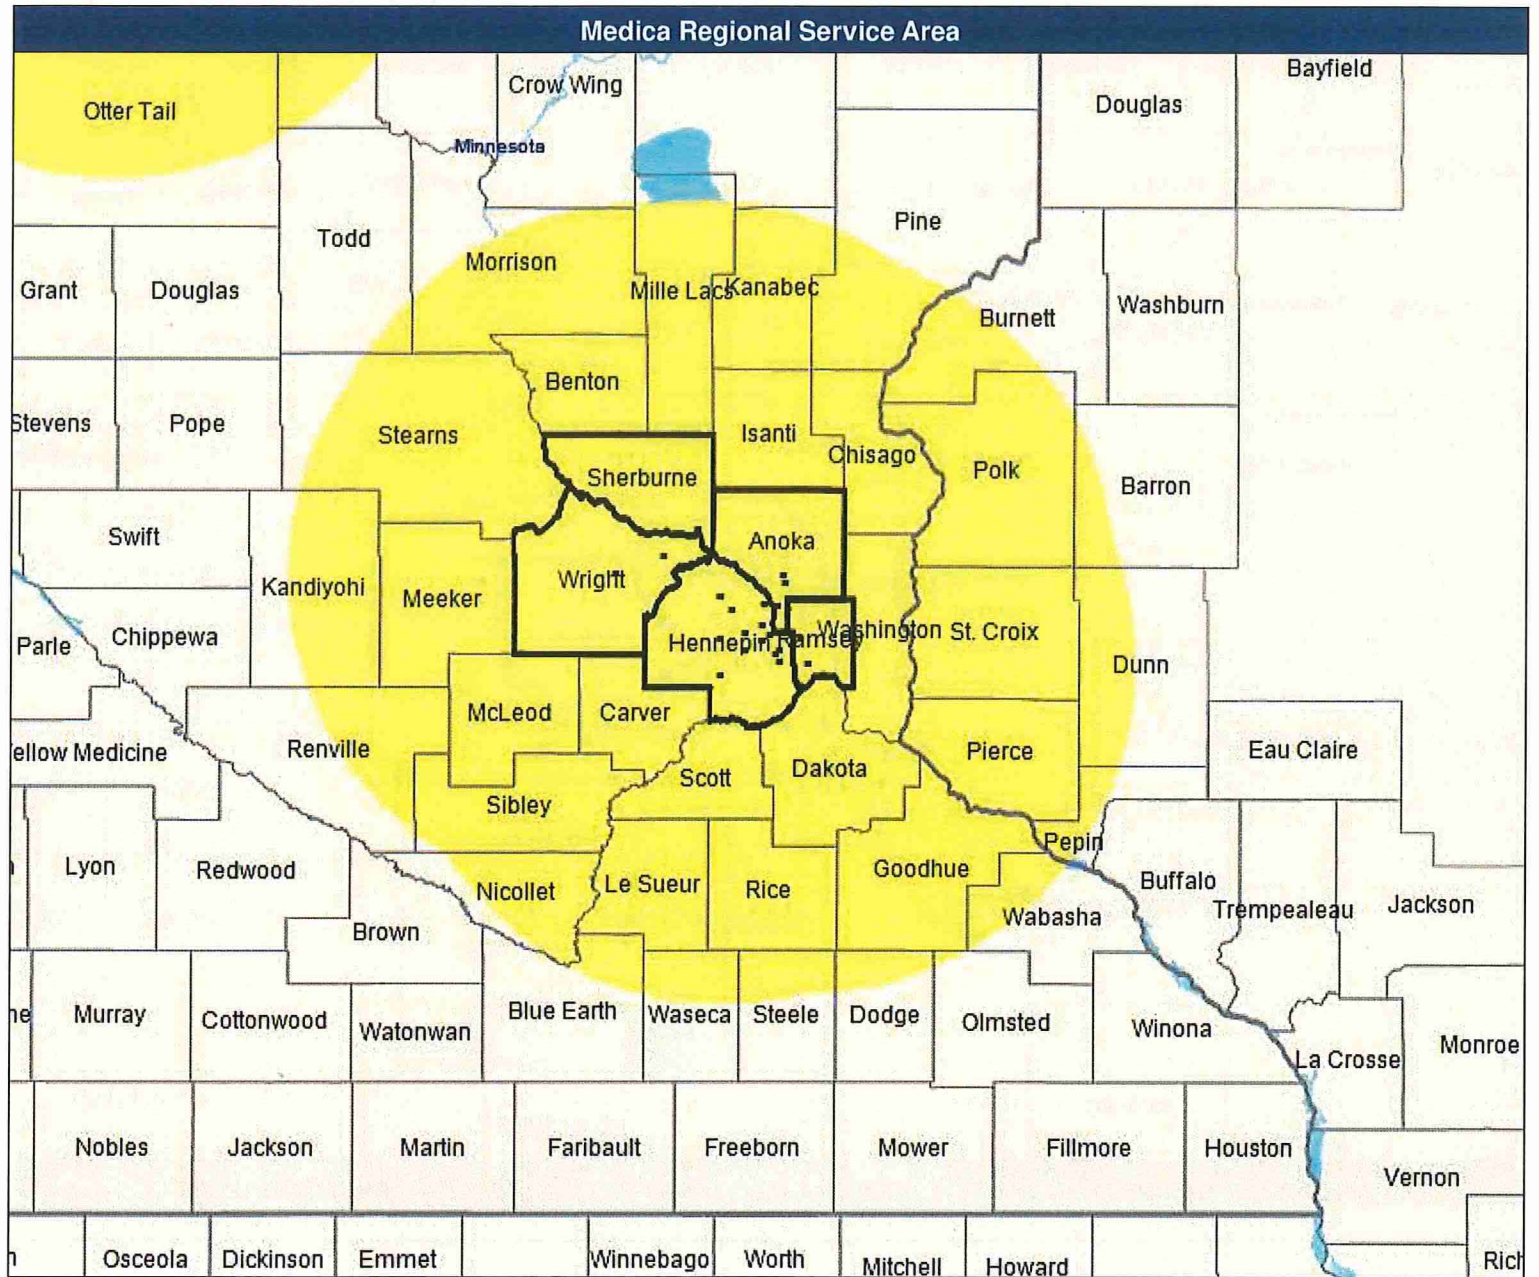 Medica Regional Service Area
Bayfield
Crow Wing
Douglas
Otter Tail
Minnesota
Pine
Todd
Morrison
Grant
Douglas
Mille Lacs
Kanabec
Washburn
Burnett
Benton
Stevens
Pope
Stearns
Isanti
Chisago
Polk
Sherburne
Barron
Swift
Anoka
Kandiyohi
Wright
Meeker
Chippewa
Parle
Hennepin
Ramsey
Washington
St. Croix
Dunn
McLeod
Carver
Renville
ellow Medicine
Pierce
Eau Claire
Scott
Dakota
Sibley
Pepin
Lyon
Redwood
Goodhue
Buffalo
Nicollet
Le Sueur
Rice
Jackson
Trempealeau
Wabasha
Brown
Blue Earth
Murray
Waseca
Steele
Dodge
Cottonwood
Olmsted
Winona
Watonwan
Monroe
La Crosse
Nobles
Jackson
Martin
Faribault
Freeborn
Mower
Fillmore
Houston
Vernon
Osceola
Dickinson
Emmet
Winnebago
Worth
Mitchell
Howard
Rich